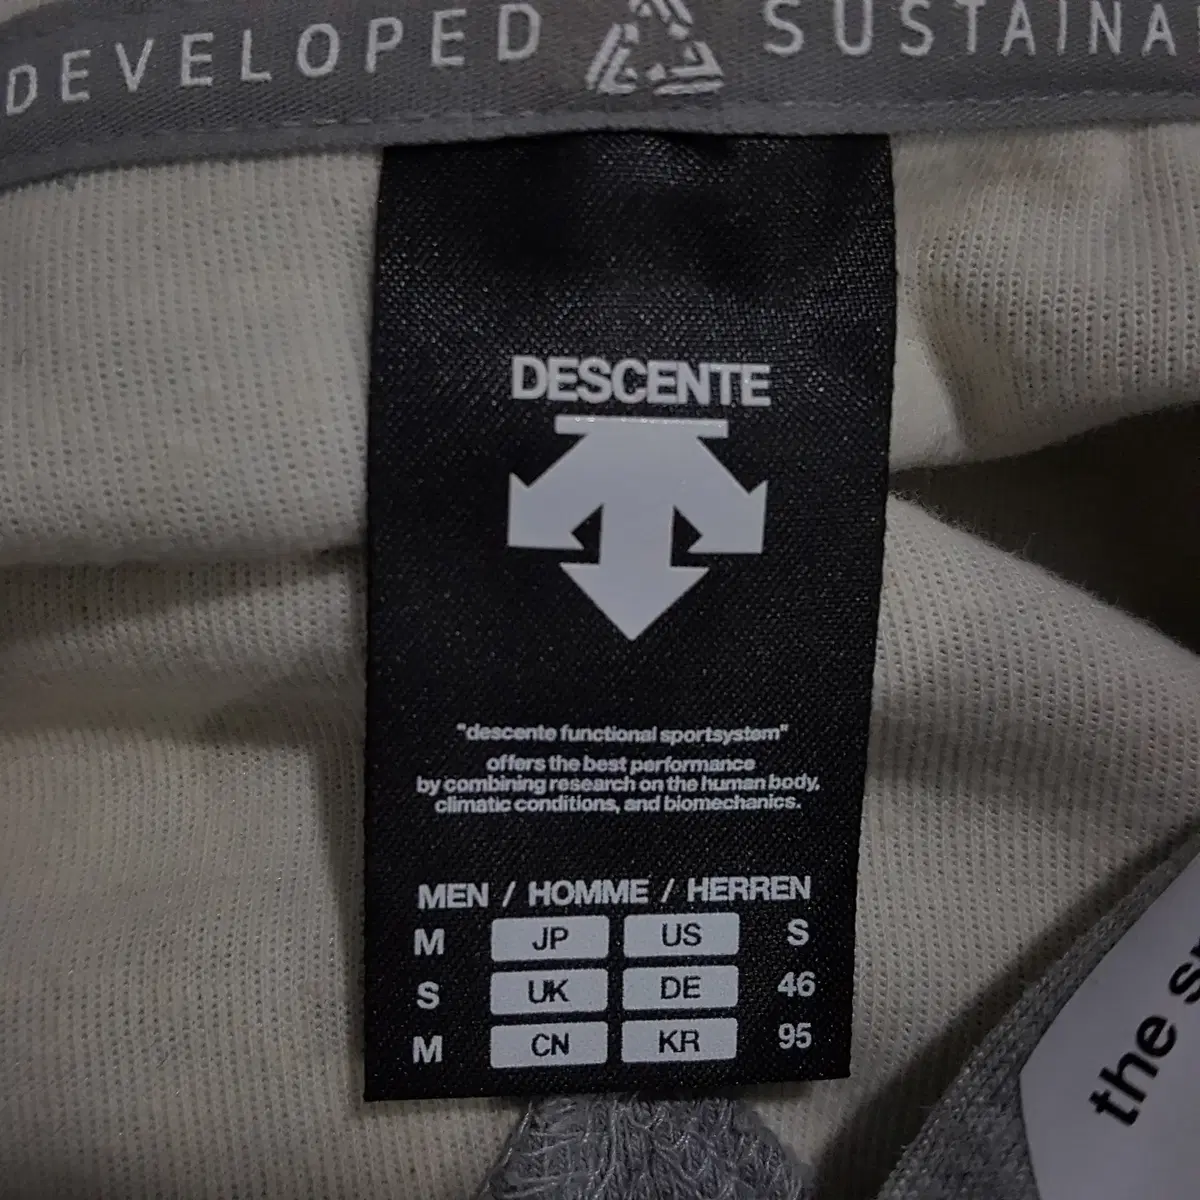 DEVELOPED SUSTAINA
DESCENTE
"descente functional sportsystem"
offers the best performance
by combining research on the human body,
climatic conditions, and biomechanics.
MEN / HOMME / HERREN
M JP US S
S UK DE 46
M CN KR 95
the